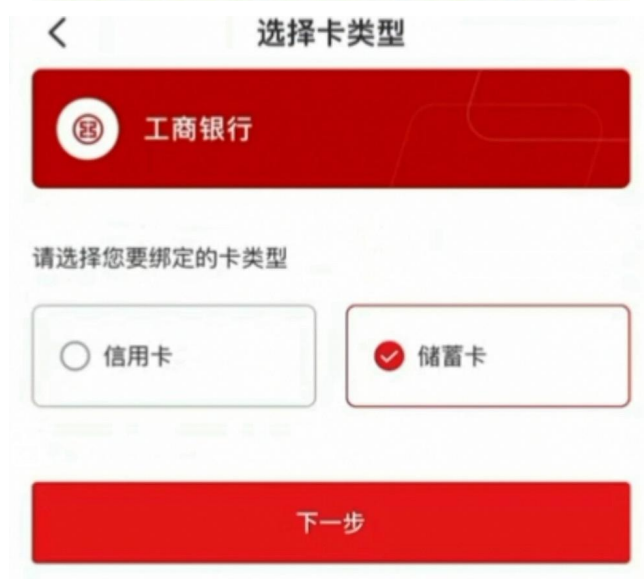 选择卡类型
工商银行
请选择您要绑定的卡类型
信用卡
储蓄卡
下一步